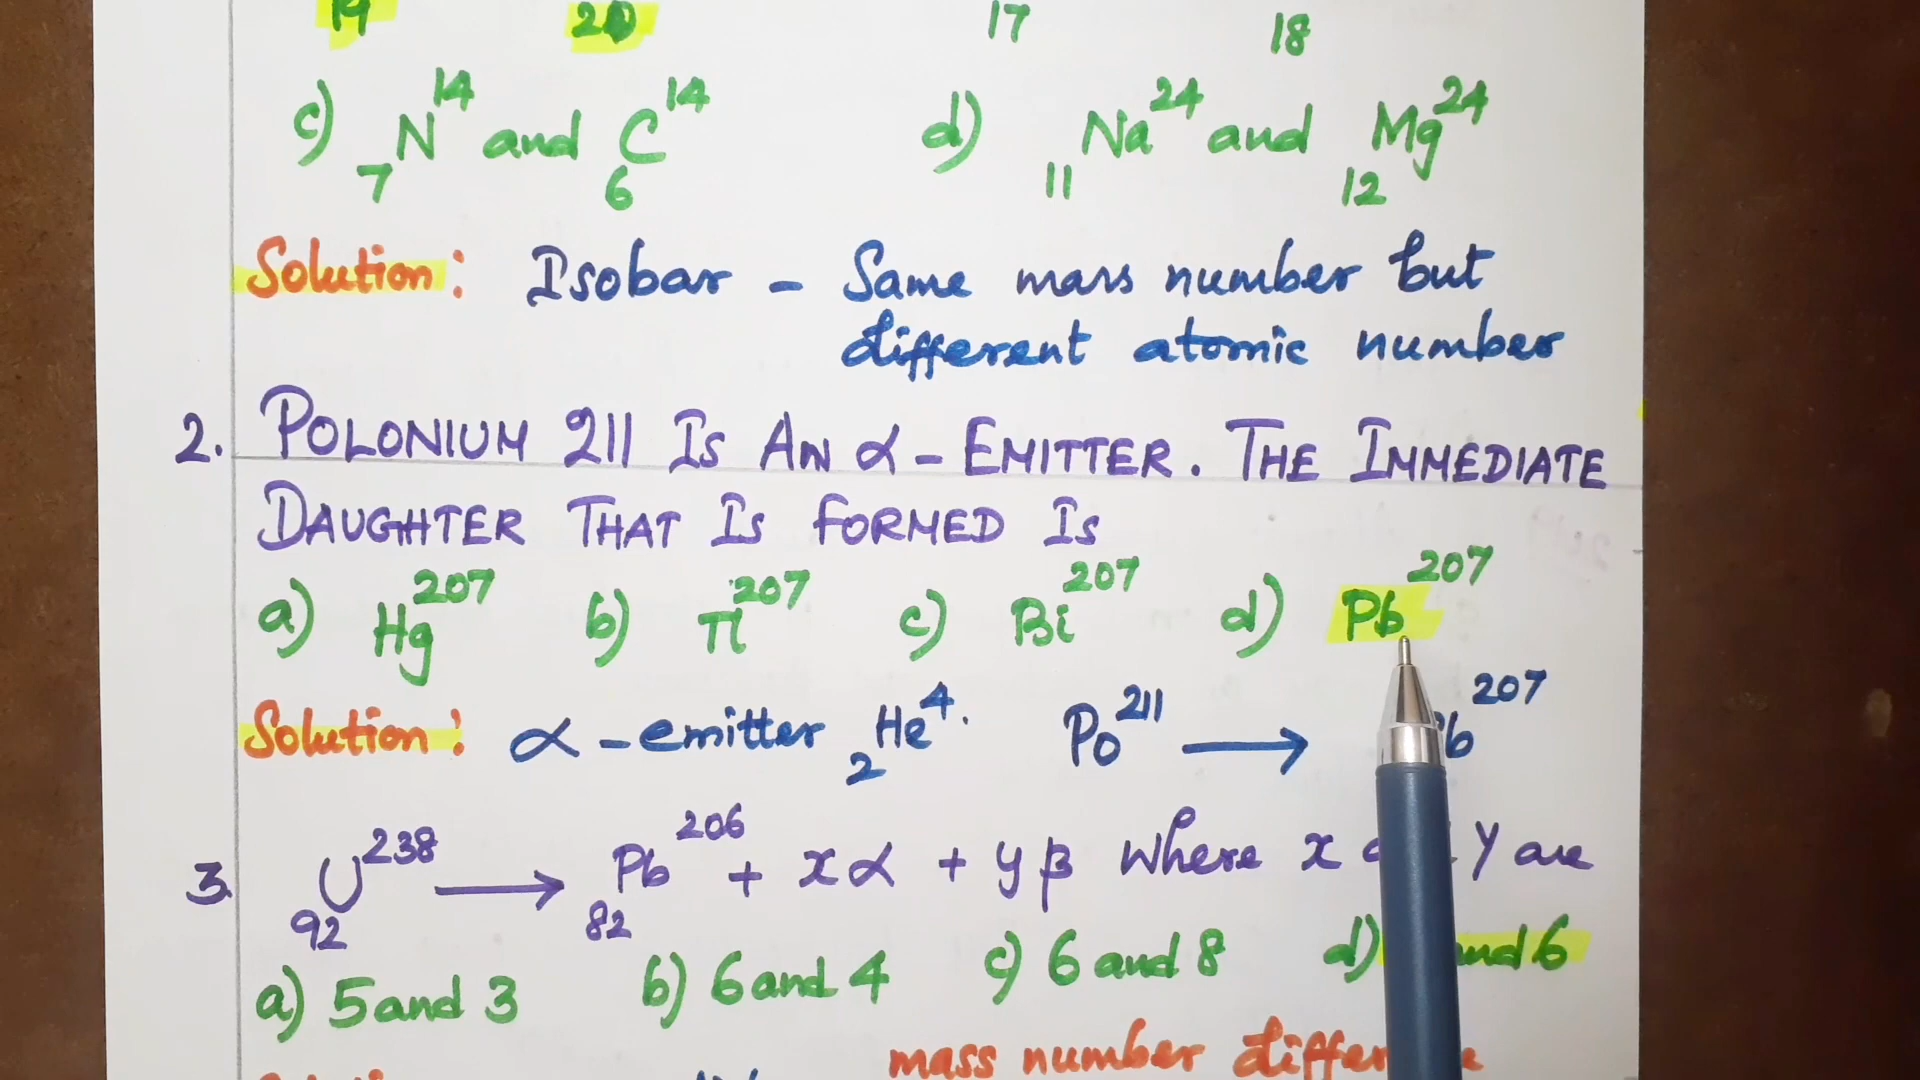 19 20 17 18
c) ₇N¹⁴ and ₆C¹⁴ d) ₁₁Na²⁴ and ₁₂Mg²⁴
Solution: Isobar - Same mass number but
different atomic number
2. POLONIUM 211 IS AN α-EMITTER. THE IMMEDIATE
DAUGHTER THAT IS FORMED IS
a) Hg²⁰⁷ b) Tl²⁰⁷ c) Bi²⁰⁷ d) Pb²⁰⁷
Solution: α-emitter ₂He⁴. Po²¹¹ → Pb²⁰⁷
3. ₉₂U²³⁸ → ₈₂Pb²⁰⁶ + xα + yβ where x y are
a) 5 and 3 b) 6 and 4 c) 6 and 8 d) and 6
mass number